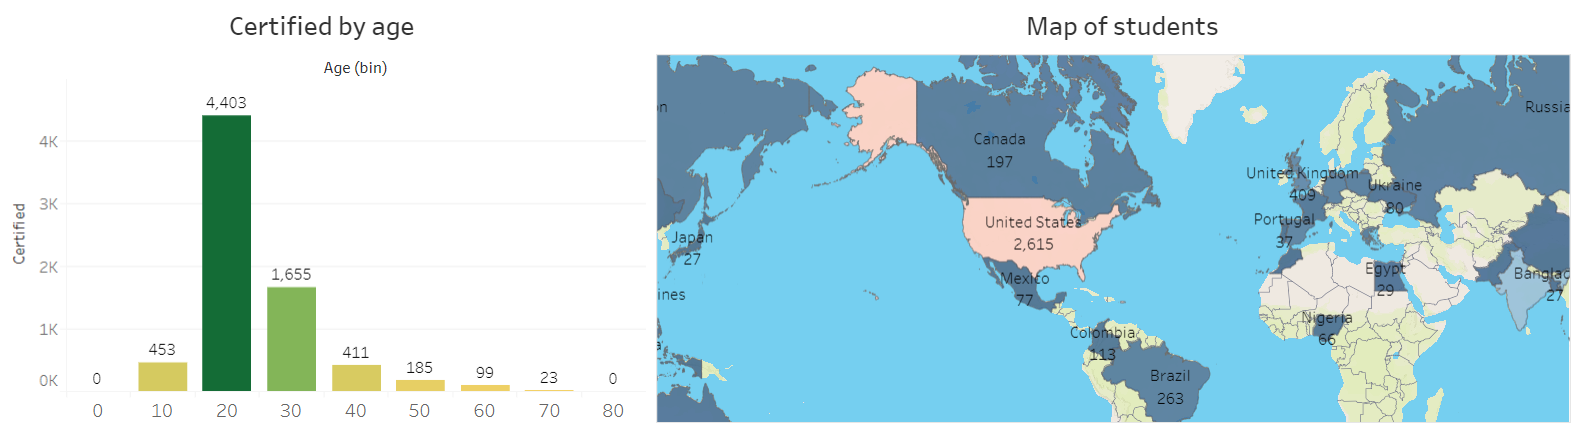 Certified by age
Age (bin)
Certified
4K
3K
2K
1K
0K
0
453
4,403
1,655
411
185
99
23
0
0
10
20
30
40
50
60
70
80
Map of students
n
Russia
Canada
197
United Kingdom
409
Ukraine
80
Portugal
37
United States
2,615
Japan
27
Mexico
77
Egypt
29
Banglad
27
ines
Nigeria
66
Colombia
113
a
Brazil
263